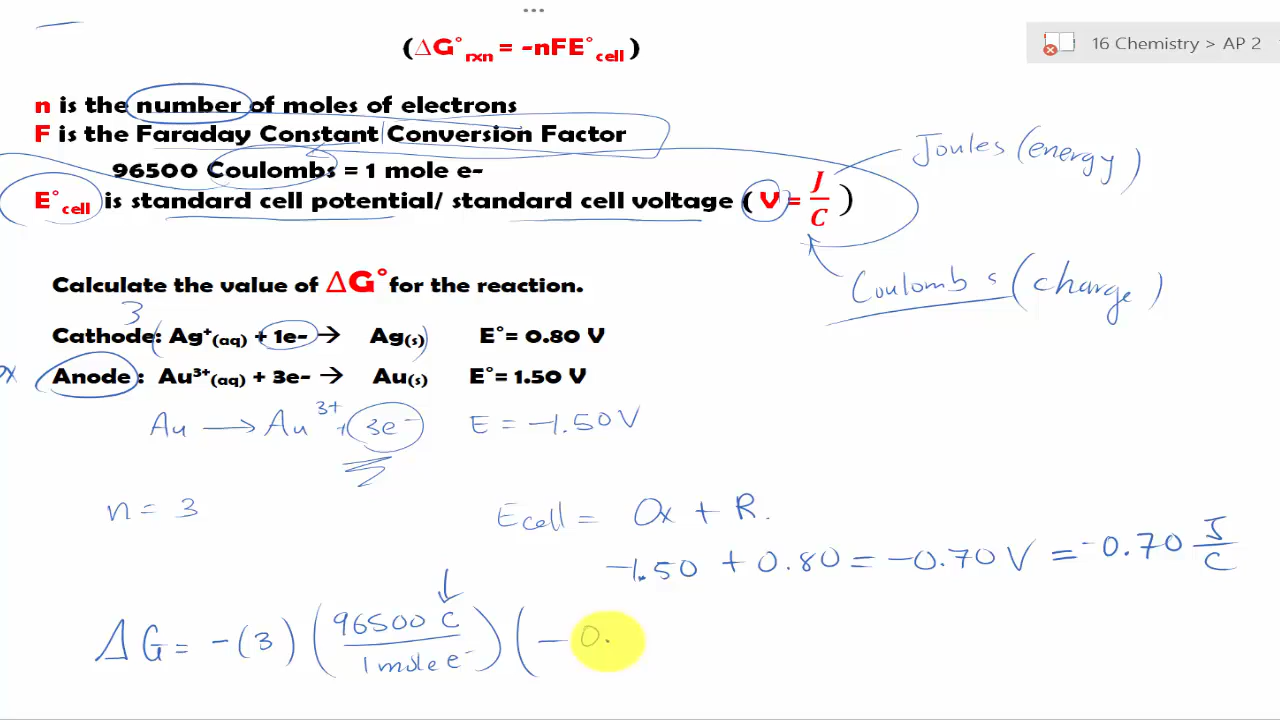 (ΔG°rxn = -nFE°cell)
16 Chemistry > AP 2
n is the number of moles of electrons
F is the Faraday Constant Conversion Factor
96500 Coulombs = 1 mole e-
E°cell is standard cell potential/ standard cell voltage ( V = J/C )
Joules (energy)
Coulombs (charge)
Calculate the value of ΔG° for the reaction.
3
Cathode: (Ag+(aq) + 1e- → Ag(s)) E°= 0.80 V
Anode : Au3+(aq) + 3e- → Au(s) E°= 1.50 V
Au → Au3+ + 3e- E = -1.50V
n = 3
Ecell = Ox + R.
-1.50 + 0.80 = -0.70 V = -0.70 J/C
ΔG = -(3) (96500 C / 1 mole e-) (- 0.